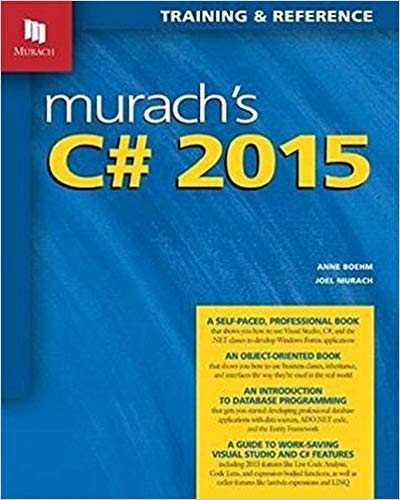 TRAINING & REFERENCE
MURACH
murach's
C# 2015
ANNE BOEHM
JOEL MURACH
A SELF-PACED, PROFESSIONAL BOOK
that shows you how to use Visual Studio, C#, and the
.NET classes to develop Windows Forms applications
AN OBJECT-ORIENTED BOOK
that shows you how to use business classes, inheritance,
and interfaces the way they're used in the real world
AN INTRODUCTION
TO DATABASE PROGRAMMING
that gets you started developing professional database
applications with data sources, ADO.NET code,
and the Entity Framework
A GUIDE TO WORK-SAVING
VISUAL STUDIO AND C# FEATURES
including 2015 features like Live Code Analysis,
Code Lens, and expression-bodied functions, as well as
earlier features like lambda expressions and LINQ